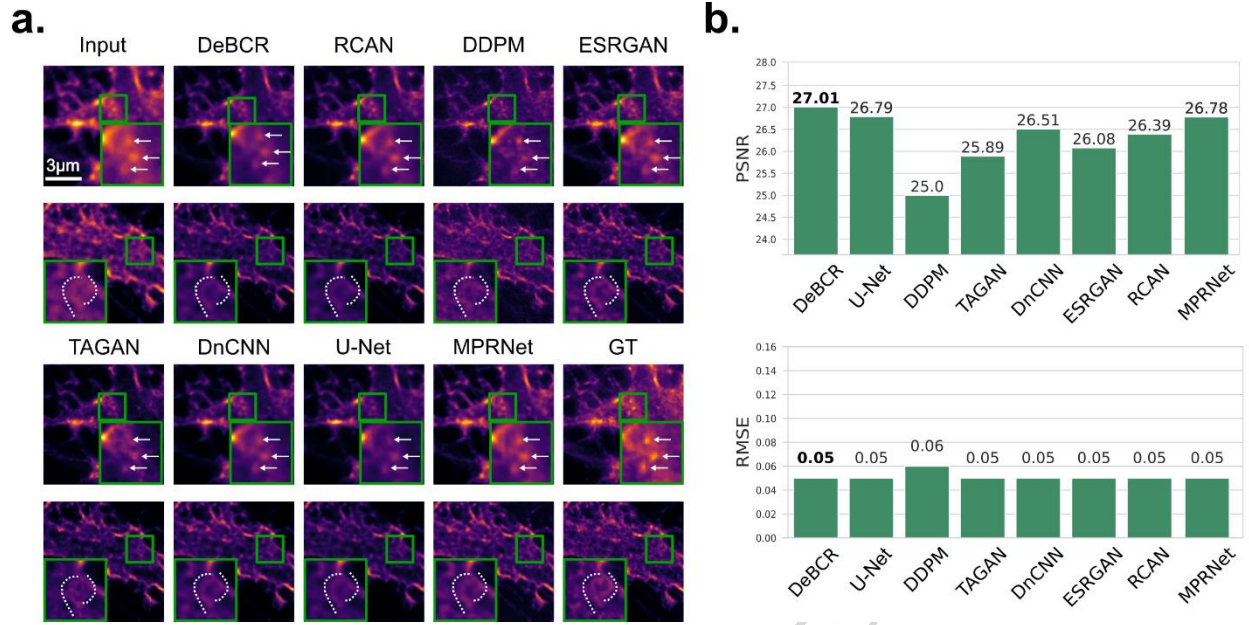 a.
Input DeBCR RCAN DDPM ESRGAN
3μm
TAGAN DnCNN U-Net MPRNet GT
b.
28.0
27.5
27.0
26.5
26.0
25.5
25.0
24.5
24.0
PSNR
27.01 26.79 25.0 25.89 26.51 26.08 26.39 26.78
DeBCR U-Net DDPM TAGAN DnCNN ESRGAN RCAN MPRNet
0.16
0.14
0.12
0.10
0.08
0.06
0.04
0.02
0.00
RMSE
0.05 0.05 0.06 0.05 0.05 0.05 0.05 0.05
DeBCR U-Net DDPM TAGAN DnCNN ESRGAN RCAN MPRNet